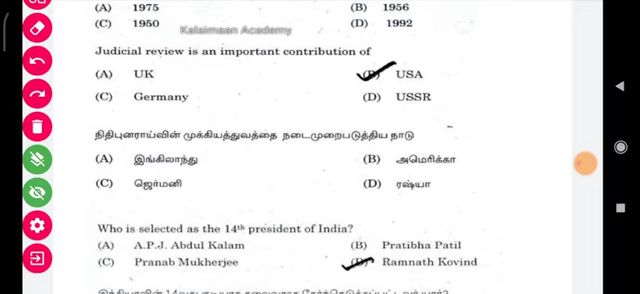 (A) 1975 (B) 1956
(C) 1950 (D) 1992
Kalaimaan Academy
Judicial review is an important contribution of
(A) UK (B) USA
(C) Germany (D) USSR
நிதிபுனராய்வின் முக்கியத்துவத்தை நடைமுறைபடுத்திய நாடு
(A) இங்கிலாந்து (B) அமெரிக்கா
(C) ஜெர்மனி (D) ரஷ்யா
Who is selected as the 14th president of India?
(A) A.P.J. Abdul Kalam (B) Pratibha Patil
(C) Pranab Mukherjee (D) Ramnath Kovind